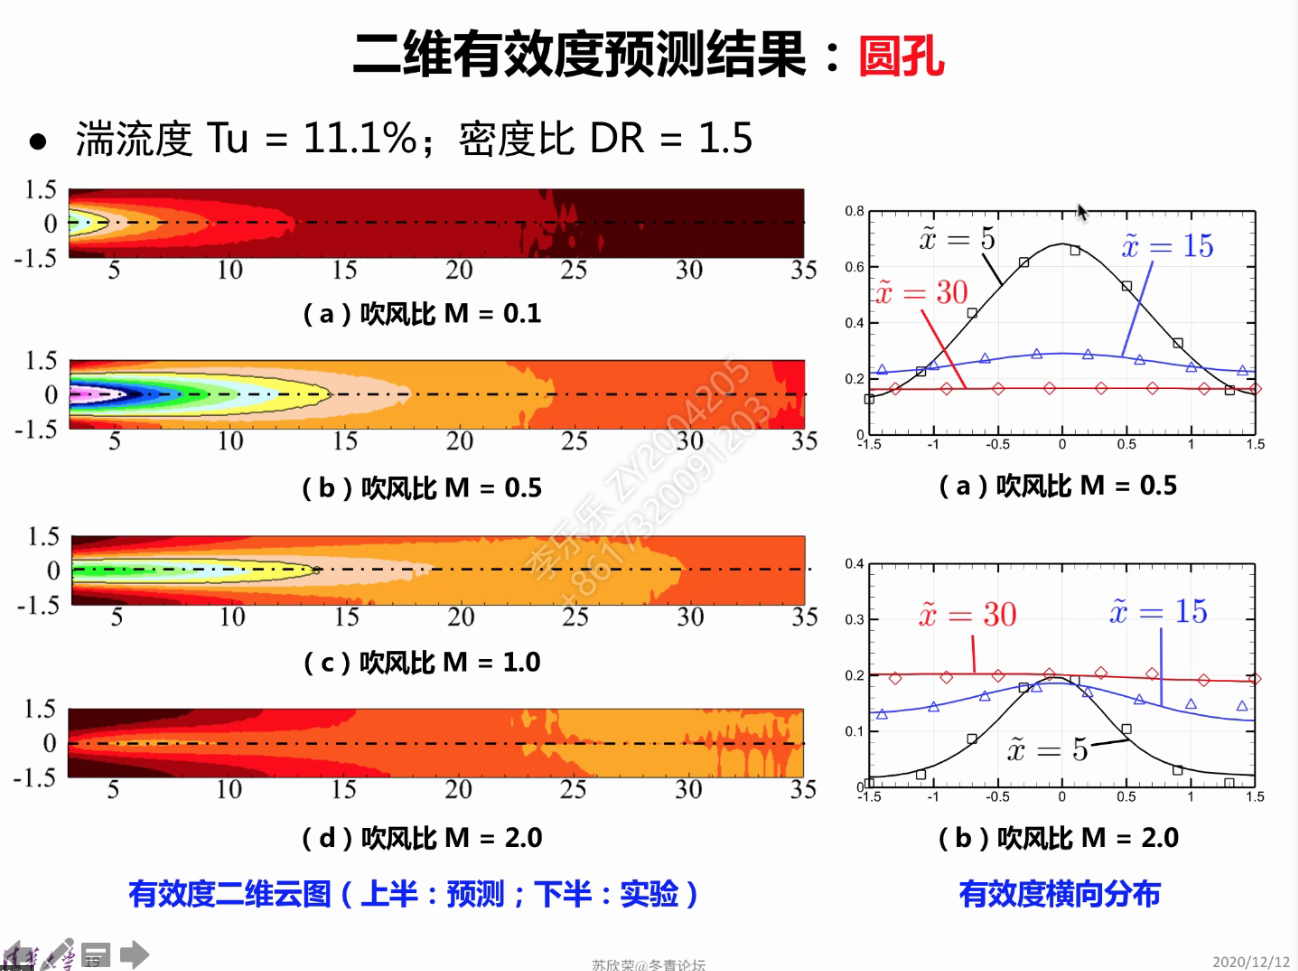 二维有效度预测结果：圆孔
● 湍流度 Tu = 11.1%；密度比 DR = 1.5
1.5
0
-1.5
5 10 15 20 25 30 35
（a）吹风比 M = 0.1
1.5
0
-1.5
5 10 15 20 25 30 35
（b）吹风比 M = 0.5
1.5
0
-1.5
5 10 15 20 25 30 35
（c）吹风比 M = 1.0
1.5
0
-1.5
5 10 15 20 25 30 35
（d）吹风比 M = 2.0
有效度二维云图（上半：预测；下半：实验）
0.8
0.6
0.4
0.2
0
x̃ = 5
x̃ = 15
x̃ = 30
-1.5 -1 -0.5 0 0.5 1 1.5
（a）吹风比 M = 0.5
0.4
0.3
0.2
0.1
0
x̃ = 30
x̃ = 15
x̃ = 5
-1.5 -1 -0.5 0 0.5 1 1.5
（b）吹风比 M = 2.0
有效度横向分布
李乐乐 ZY2004205
+8617320091203
清华大学
19
苏欣荣@冬青论坛
2020/12/12